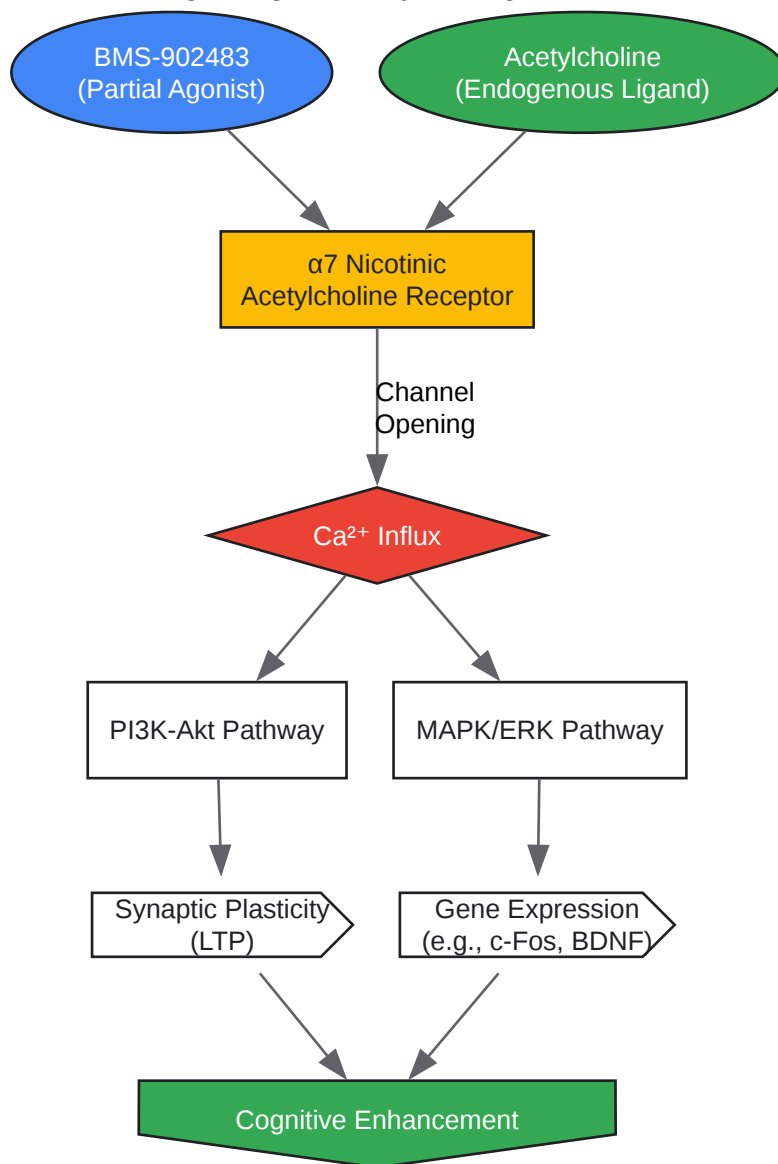 BMS-902483
(Partial Agonist)
Acetylcholine
(Endogenous Ligand)
α7 Nicotinic
Acetylcholine Receptor
Channel
Opening
Ca²⁺ Influx
PI3K-Akt Pathway
MAPK/ERK Pathway
Synaptic Plasticity
(LTP)
Gene Expression
(e.g., c-Fos, BDNF)
Cognitive Enhancement